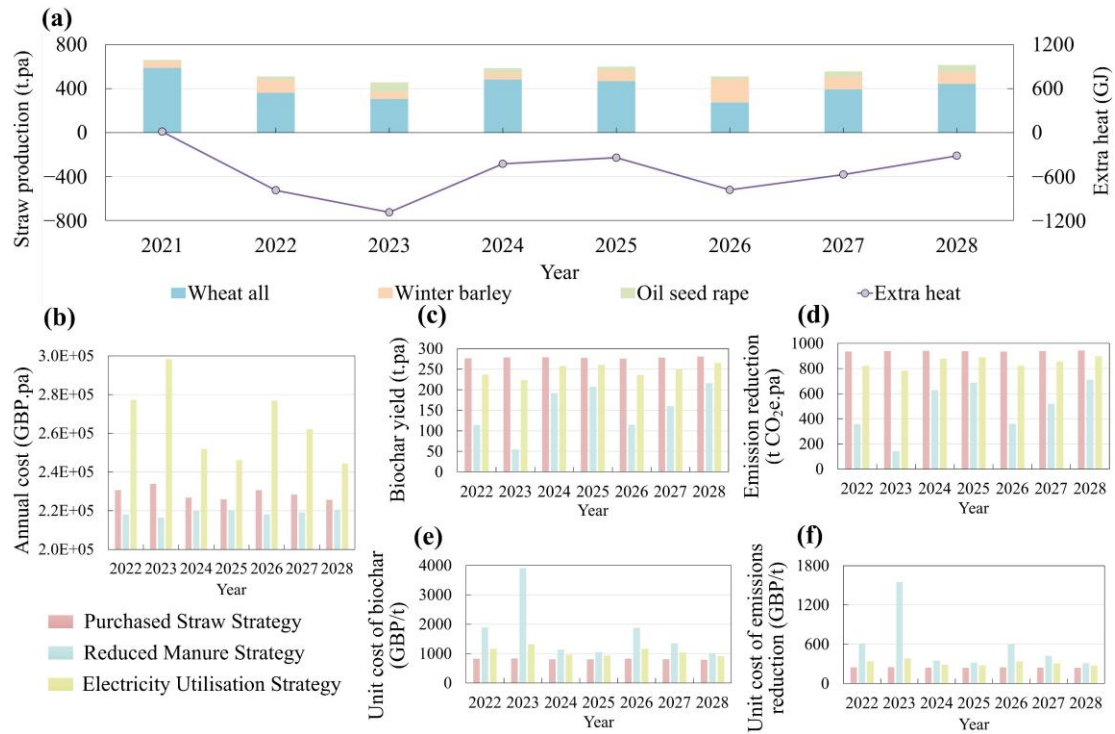 (a)
Straw production (t.pa)
800
400
0
−400
−800
1200
600
0
−600
−1200
Extra heat (GJ)
2021 2022 2023 2024 2025 2026 2027 2028
Year
Wheat all Winter barley Oil seed rape Extra heat
(b)
Annual cost (GBP.pa)
3.0E+05
2.8E+05
2.6E+05
2.4E+05
2.2E+05
2.0E+05
2022 2023 2024 2025 2026 2027 2028
Year
Purchased Straw Strategy
Reduced Manure Strategy
Electricity Utilisation Strategy
(c)
Biochar yield (t.pa)
300
250
200
150
100
50
0
2022 2023 2024 2025 2026 2027 2028
Year
(d)
Emission reduction
(t CO₂e.pa)
1000
800
600
400
200
0
2022 2023 2024 2025 2026 2027 2028
Year
(e)
Unit cost of biochar
(GBP/t)
4000
3000
2000
1000
0
2022 2023 2024 2025 2026 2027 2028
Year
(f)
Unit cost of emissions
reduction (GBP/t)
1800
1200
600
0
2022 2023 2024 2025 2026 2027 2028
Year